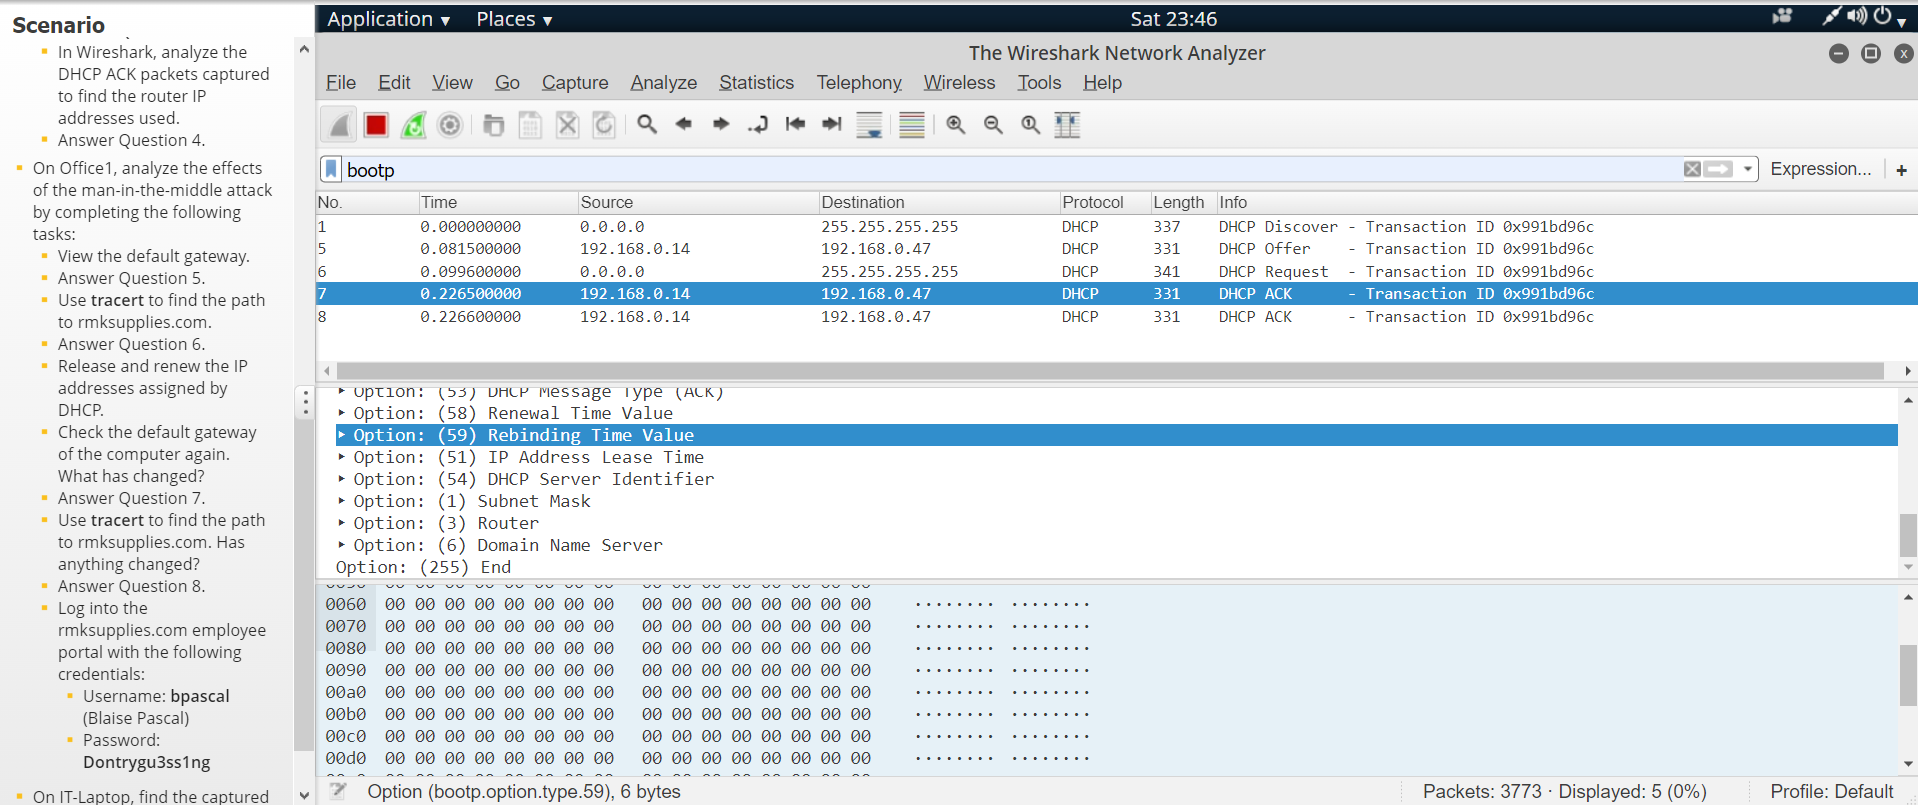 Scenario
In Wireshark, analyze the
DHCP ACK packets captured
to find the router IP
addresses used.
Answer Question 4.
On Office1, analyze the effects
of the man-in-the-middle attack
by completing the following
tasks:
View the default gateway.
Answer Question 5.
Use tracert to find the path
to rmksupplies.com.
Answer Question 6.
Release and renew the IP
addresses assigned by
DHCP.
Check the default gateway
of the computer again.
What has changed?
Answer Question 7.
Use tracert to find the path
to rmksupplies.com. Has
anything changed?
Answer Question 8.
Log into the
rmksupplies.com employee
portal with the following
credentials:
Username: bpascal
(Blaise Pascal)
Password:
Dontrygu3ss1ng
On IT-Laptop, find the captured
Application ▼ Places ▼ Sat 23:46
The Wireshark Network Analyzer
File Edit View Go Capture Analyze Statistics Telephony Wireless Tools Help
bootp Expression... +
No. Time Source Destination Protocol Length Info
1 0.000000000 0.0.0.0 255.255.255.255 DHCP 337 DHCP Discover - Transaction ID 0x991bd96c
5 0.081500000 192.168.0.14 192.168.0.47 DHCP 331 DHCP Offer - Transaction ID 0x991bd96c
6 0.099600000 0.0.0.0 255.255.255.255 DHCP 341 DHCP Request - Transaction ID 0x991bd96c
7 0.226500000 192.168.0.14 192.168.0.47 DHCP 331 DHCP ACK - Transaction ID 0x991bd96c
8 0.226600000 192.168.0.14 192.168.0.47 DHCP 331 DHCP ACK - Transaction ID 0x991bd96c
Option: (53) DHCP Message Type (ACK)
Option: (58) Renewal Time Value
Option: (59) Rebinding Time Value
Option: (51) IP Address Lease Time
Option: (54) DHCP Server Identifier
Option: (1) Subnet Mask
Option: (3) Router
Option: (6) Domain Name Server
Option: (255) End
0060 00 00 00 00 00 00 00 00 00 00 00 00 00 00 00 00 ........ ........
0070 00 00 00 00 00 00 00 00 00 00 00 00 00 00 00 00 ........ ........
0080 00 00 00 00 00 00 00 00 00 00 00 00 00 00 00 00 ........ ........
0090 00 00 00 00 00 00 00 00 00 00 00 00 00 00 00 00 ........ ........
00a0 00 00 00 00 00 00 00 00 00 00 00 00 00 00 00 00 ........ ........
00b0 00 00 00 00 00 00 00 00 00 00 00 00 00 00 00 00 ........ ........
00c0 00 00 00 00 00 00 00 00 00 00 00 00 00 00 00 00 ........ ........
00d0 00 00 00 00 00 00 00 00 00 00 00 00 00 00 00 00 ........ ........
Option (bootp.option.type.59), 6 bytes Packets: 3773 · Displayed: 5 (0%) Profile: Default